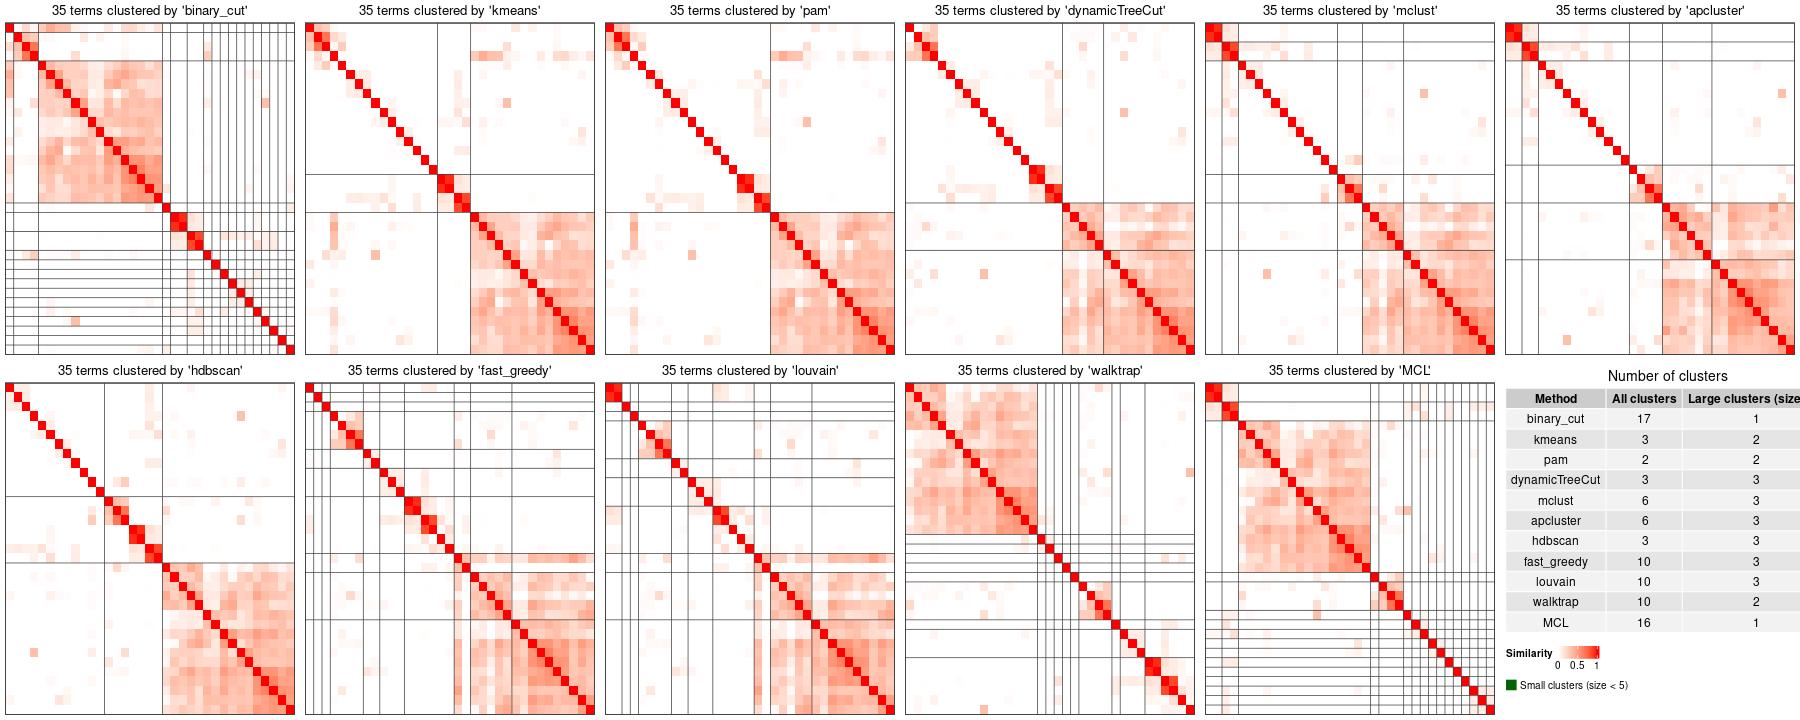 35 terms clustered by 'binary_cut'
35 terms clustered by 'kmeans'
35 terms clustered by 'pam'
35 terms clustered by 'dynamicTreeCut'
35 terms clustered by 'mclust'
35 terms clustered by 'apcluster'
35 terms clustered by 'hdbscan'
35 terms clustered by 'fast_greedy'
35 terms clustered by 'louvain'
35 terms clustered by 'walktrap'
35 terms clustered by 'MCL'
Number of clusters
Method All clusters Large clusters (size
binary_cut 17 1
kmeans 3 2
pam 2 2
dynamicTreeCut 3 3
mclust 6 3
apcluster 6 3
hdbscan 3 3
fast_greedy 10 3
louvain 10 3
walktrap 10 2
MCL 16 1
Similarity
0 0.5 1
Small clusters (size < 5)